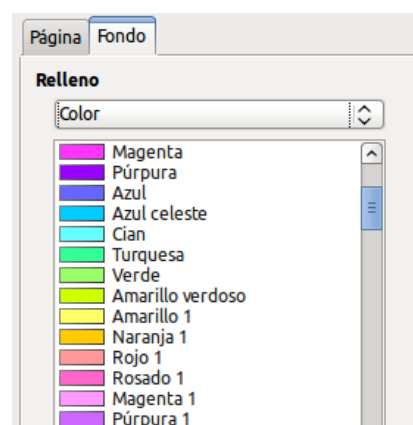 Página Fondo
Relleno
Color
Magenta
Púrpura
Azul
Azul celeste
Cian
Turquesa
Verde
Amarillo verdoso
Amarillo 1
Naranja 1
Rojo 1
Rosado 1
Magenta 1
Púrpura 1